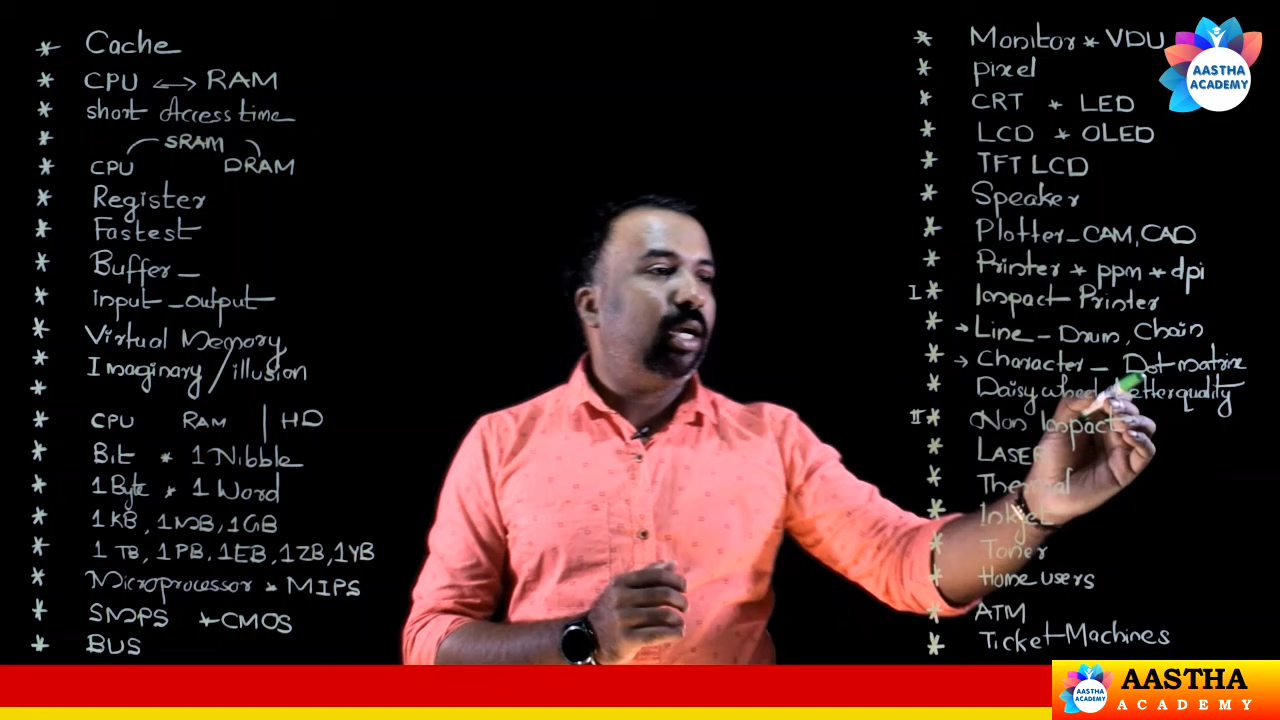 * Cache
* CPU <-> RAM
* short Access time
* SRAM
* CPU DRAM
* Register
* Fastest
* Buffer -
* input - output
* Virtual Memory
* Imaginary / illusion
*
* CPU RAM | HD
* Bit * 1 Nibble
* 1 Byte * 1 Word
* 1 KB, 1 MB, 1 GB
* 1 TB, 1 PB, 1 EB, 1 ZB, 1 YB
* Microprocessor * MIPS
* SMPS * CMOS
* BUS
* Monitor * VDU
* pixel
* CRT * LED
* LCD * OLED
* TFT LCD
* Speaker
* Plotter - CAM, CAD
* Printer * ppm * dpi
I * Impact Printer
* → Line - Drum, Chain
* → Character - Dot matrix
* Daisy wheel, Letter quality
II * Non Impact
* LASER
* Thermal
* Inkjet
* Toner
* Home users
* ATM
* Ticket Machines
AASTHA
ACADEMY
AASTHA
ACADEMY
AASTHA
ACADEMY